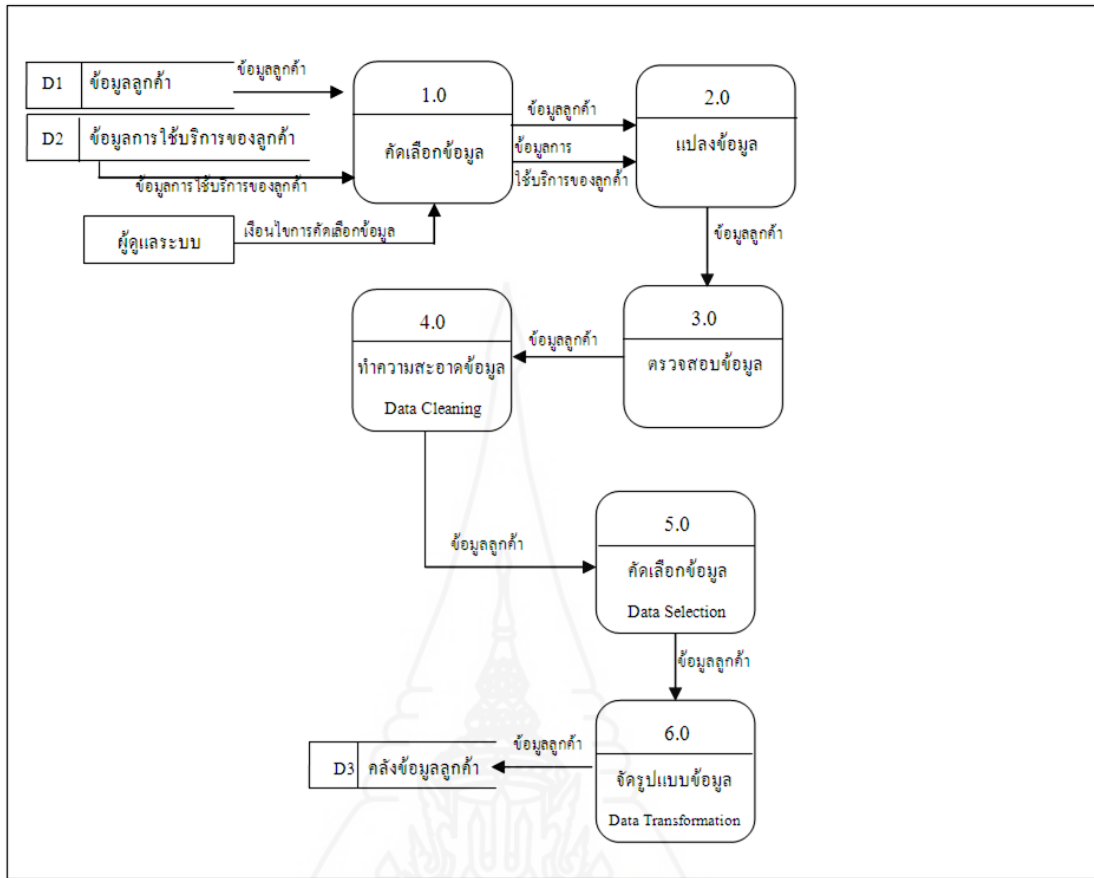 D1 ข้อมูลลูกค้า
ข้อมูลลูกค้า
D2 ข้อมูลการใช้บริการของลูกค้า
ข้อมูลการใช้บริการของลูกค้า
ผู้ดูแลระบบ
เงื่อนไขการคัดเลือกข้อมูล
1.0
คัดเลือกข้อมูล
ข้อมูลลูกค้า
ข้อมูลการ
ใช้บริการของลูกค้า
2.0
แปลงข้อมูล
ข้อมูลลูกค้า
3.0
ตรวจสอบข้อมูล
ข้อมูลลูกค้า
4.0
ทำความสะอาดข้อมูล
Data Cleaning
ข้อมูลลูกค้า
5.0
คัดเลือกข้อมูล
Data Selection
ข้อมูลลูกค้า
6.0
จัดรูปแบบข้อมูล
Data Transformation
ข้อมูลลูกค้า
D3 คลังข้อมูลลูกค้า